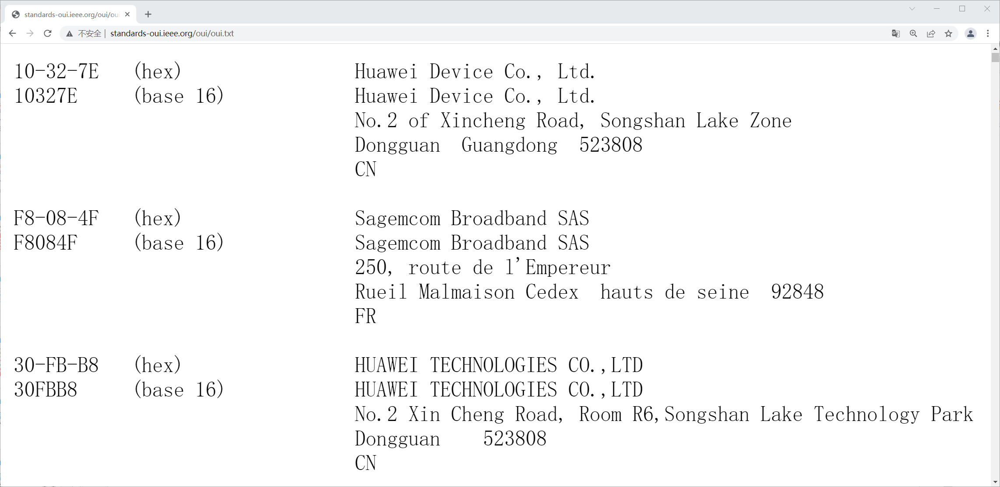 standards-oui.ieee.org/oui/oui
不安全 | standards-oui.ieee.org/oui/oui.txt
10-32-7E (hex) Huawei Device Co., Ltd.
10327E (base 16) Huawei Device Co., Ltd.
No.2 of Xincheng Road, Songshan Lake Zone
Dongguan Guangdong 523808
CN
F8-08-4F (hex) Sagemcom Broadband SAS
F8084F (base 16) Sagemcom Broadband SAS
250, route de l'Empereur
Rueil Malmaison Cedex hauts de seine 92848
FR
30-FB-B8 (hex) HUAWEI TECHNOLOGIES CO.,LTD
30FBB8 (base 16) HUAWEI TECHNOLOGIES CO.,LTD
No.2 Xin Cheng Road, Room R6,Songshan Lake Technology Park
Dongguan 523808
CN